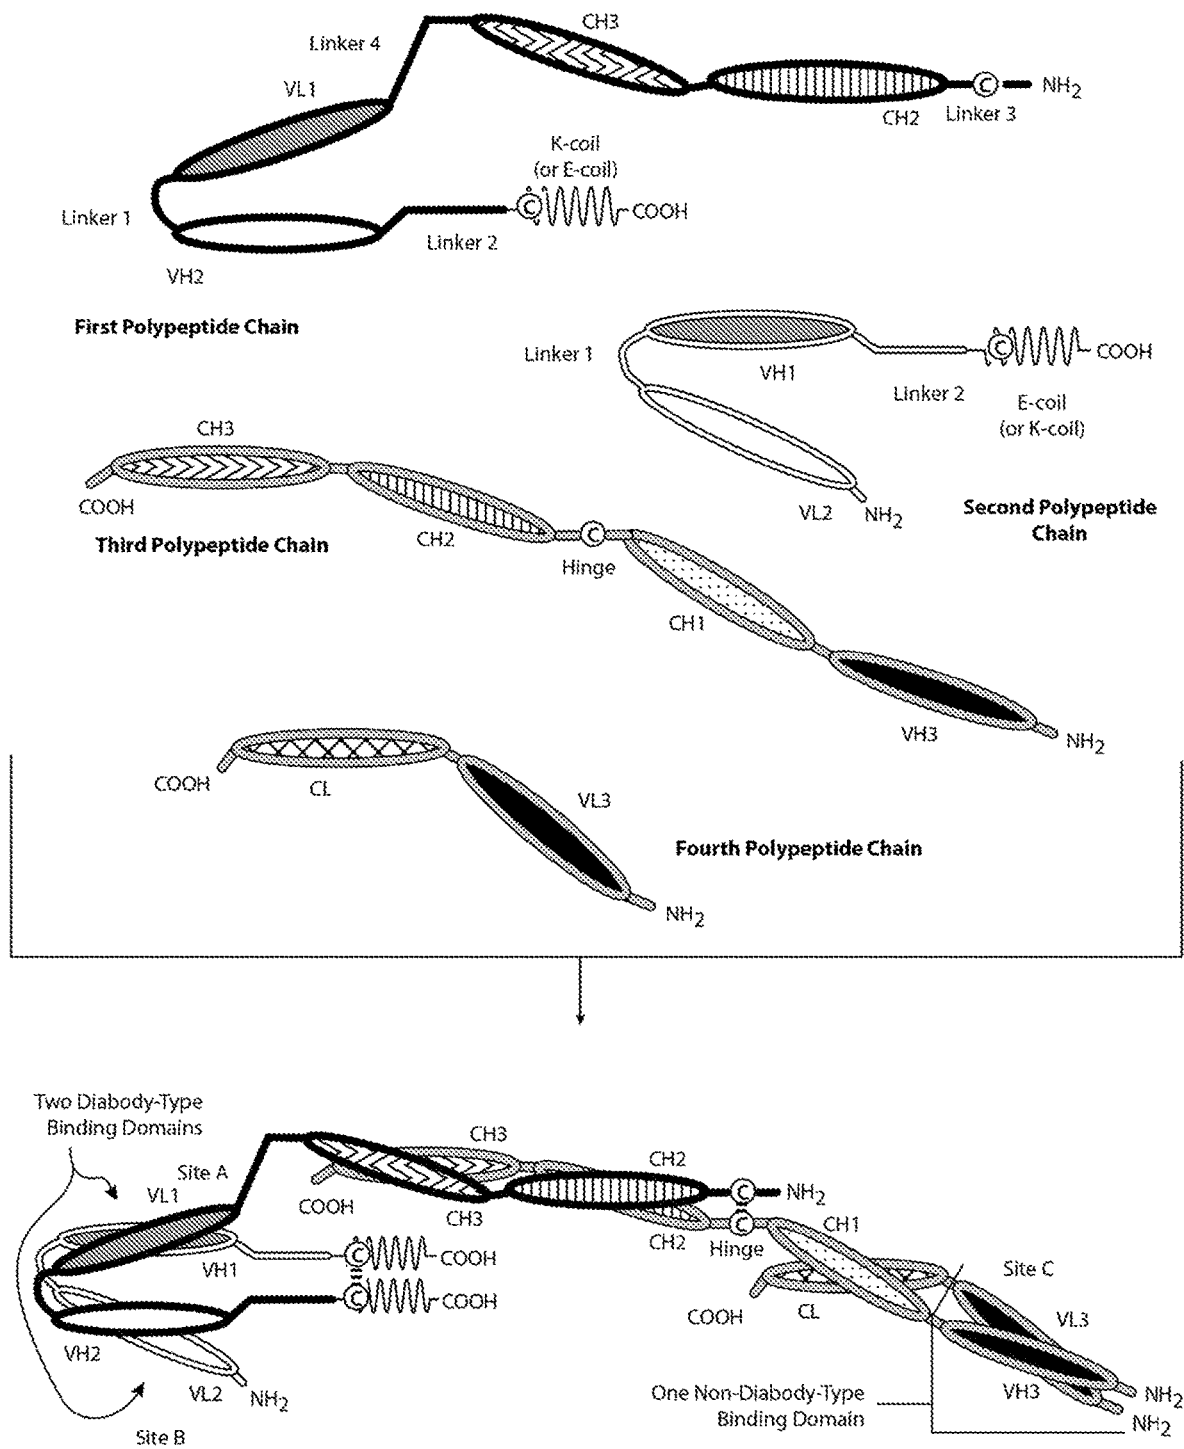 CH3
Linker 4
VL1
C
NH2
CH2
Linker 3
K-coil
(or E-coil)
C
COOH
Linker 1
Linker 2
VH2
First Polypeptide Chain
Linker 1
C
COOH
VH1
Linker 2
E-coil
(or K-coil)
CH3
COOH
VL2
NH2
Second Polypeptide
Chain
CH2
C
Third Polypeptide Chain
Hinge
CH1
VH3
NH2
COOH
CL
VL3
Fourth Polypeptide Chain
NH2
Two Diabody-Type
Binding Domains
CH3
CH2
Site A
VL1
C
NH2
COOH
CH3
C
CH1
CH2
Hinge
VH1
C
COOH
Site C
C
COOH
COOH
CL
VL3
VH2
VL2
NH2
One Non-Diabody-Type
Binding Domain
VH3
NH2
NH2
Site B